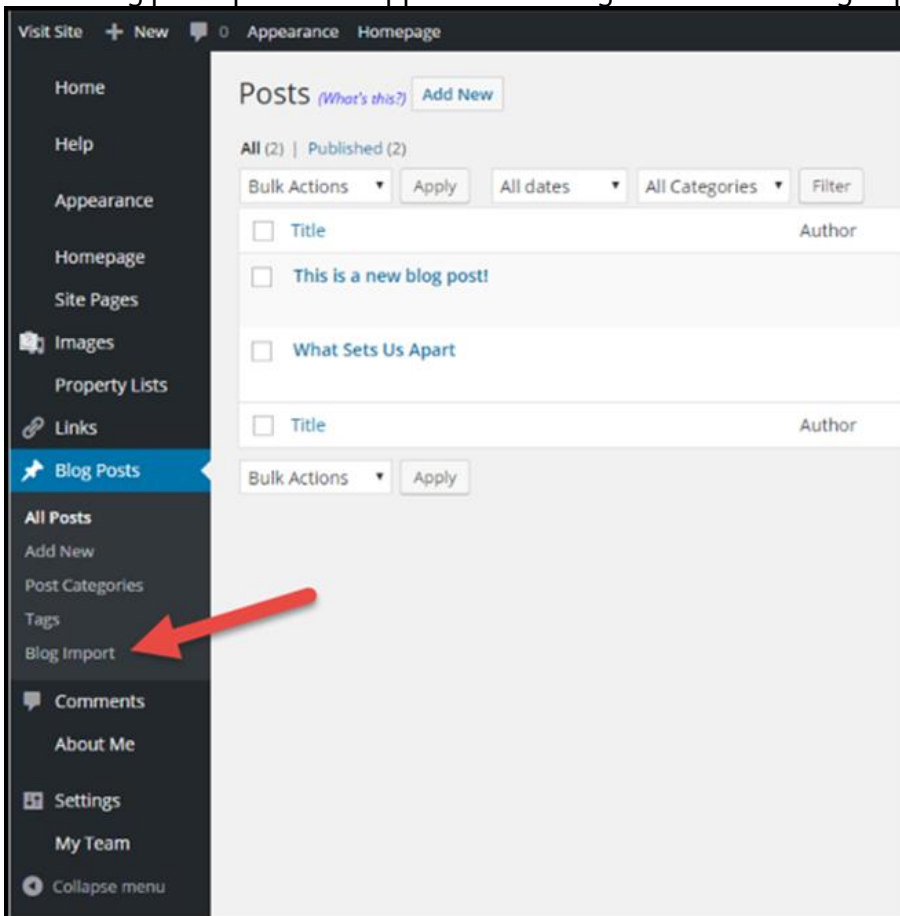 Visit Site + New 0 Appearance Homepage
Home
Help
Appearance
Homepage
Site Pages
Images
Property Lists
Links
Blog Posts
All Posts
Add New
Post Categories
Tags
Blog Import
Comments
About Me
Settings
My Team
Collapse menu
Posts (What's this?) Add New
All (2) | Published (2)
Bulk Actions Apply All dates All Categories Filter
Title Author
This is a new blog post!
What Sets Us Apart
Title Author
Bulk Actions Apply